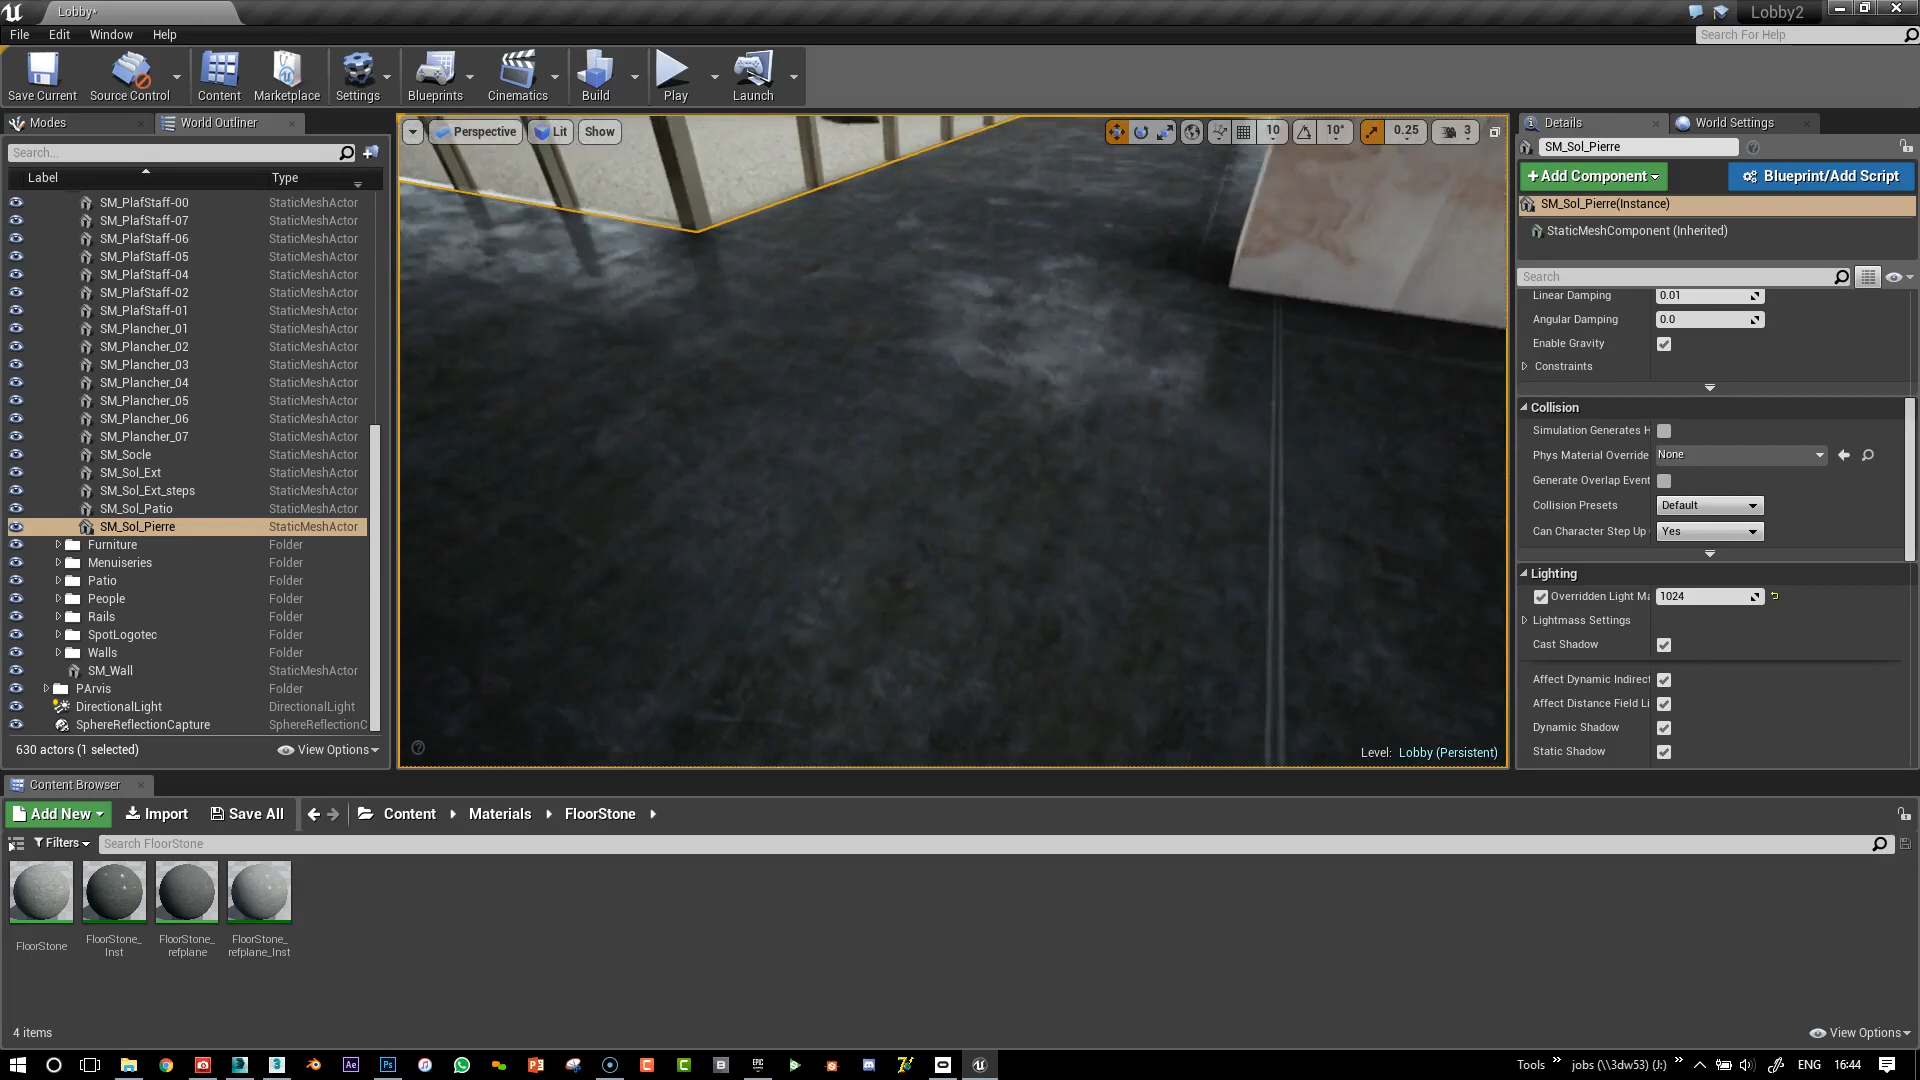 Lobby*
Lobby2
File Edit Window Help
Search For Help
Save Current Source Control Content Marketplace Settings Blueprints Cinematics Build Play Launch
Modes
World Outliner
Search...
Label Type
SM_PlafStaff-00 StaticMeshActor
SM_PlafStaff-07 StaticMeshActor
SM_PlafStaff-06 StaticMeshActor
SM_PlafStaff-05 StaticMeshActor
SM_PlafStaff-04 StaticMeshActor
SM_PlafStaff-02 StaticMeshActor
SM_PlafStaff-01 StaticMeshActor
SM_Plancher_01 StaticMeshActor
SM_Plancher_02 StaticMeshActor
SM_Plancher_03 StaticMeshActor
SM_Plancher_04 StaticMeshActor
SM_Plancher_05 StaticMeshActor
SM_Plancher_06 StaticMeshActor
SM_Plancher_07 StaticMeshActor
SM_Socle StaticMeshActor
SM_Sol_Ext StaticMeshActor
SM_Sol_Ext_steps StaticMeshActor
SM_Sol_Patio StaticMeshActor
SM_Sol_Pierre StaticMeshActor
Furniture Folder
Menuiseries Folder
Patio Folder
People Folder
Rails Folder
SpotLogotec Folder
Walls Folder
SM_Wall StaticMeshActor
PArvis Folder
DirectionalLight DirectionalLight
SphereReflectionCapture SphereReflectionC
630 actors (1 selected) View Options
Perspective Lit Show
10 10° 0.25 3
Level: Lobby (Persistent)
Details World Settings
SM_Sol_Pierre
+Add Component Blueprint/Add Script
SM_Sol_Pierre(Instance)
StaticMeshComponent (Inherited)
Search
Linear Damping 0.01
Angular Damping 0.0
Enable Gravity
Constraints
Collision
Simulation Generates H
Phys Material Override None
Generate Overlap Event
Collision Presets Default
Can Character Step Up Yes
Lighting
Overridden Light Ma 1024
Lightmass Settings
Cast Shadow
Affect Dynamic Indirect
Affect Distance Field Li
Dynamic Shadow
Static Shadow
Content Browser
Add New Import Save All Content Materials FloorStone
Filters Search FloorStone
FloorStone
FloorStone_
Inst
FloorStone_
refplane
FloorStone_
refplane_Inst
4 items View Options
Tools » jobs (\\3dw53) (J:) » ENG 16:44